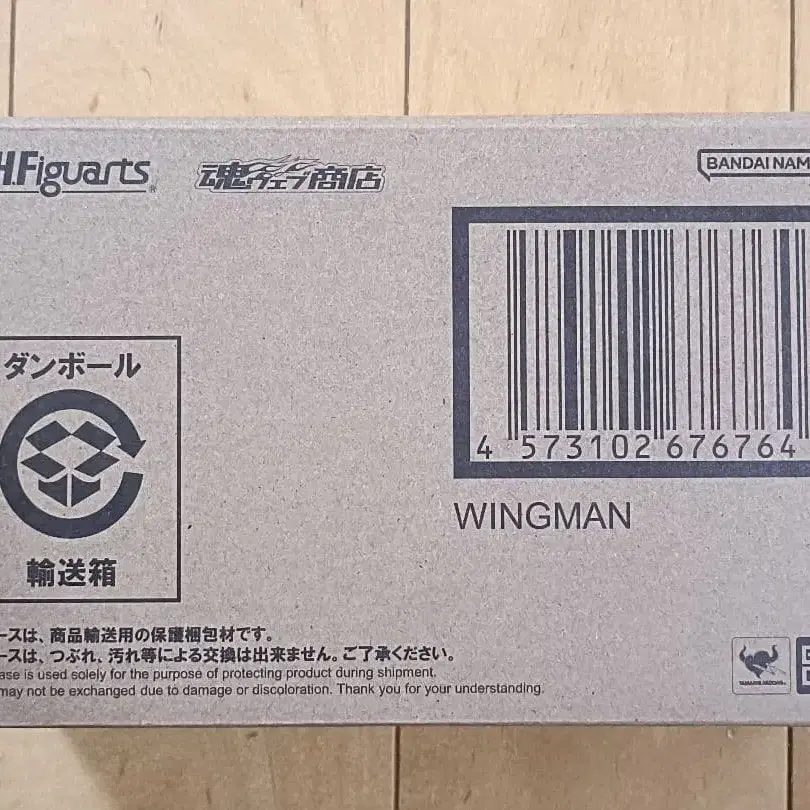 H.Figuarts
魂ウェブ商店
BANDAI NAM
ダンボール
輸送箱
4 573102 676764
WINGMAN
ースは、商品輸送用の保護梱包材です。
ースは、つぶれ、汚れ等による交換は出来ません。ご了承ください。
ase is used solely for the purpose of protecting product during shipment.
may not be exchanged due to damage or discoloration. Thank you for your understanding.